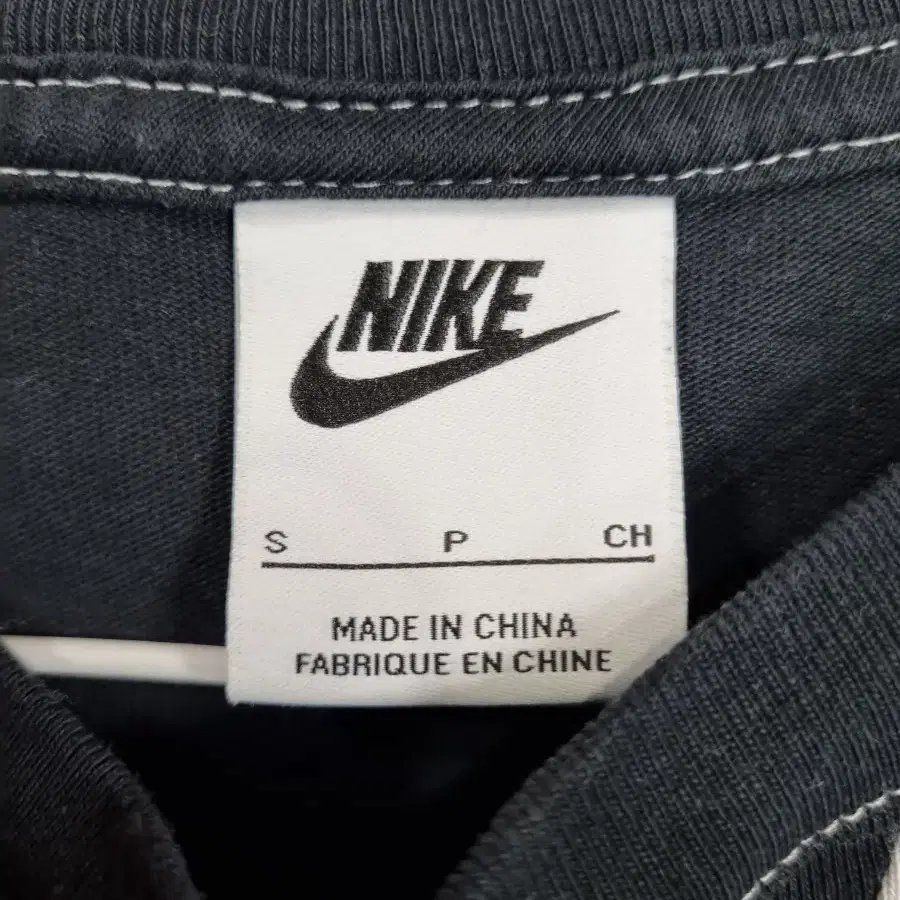 NIKE
S P CH
MADE IN CHINA
FABRIQUE EN CHINE